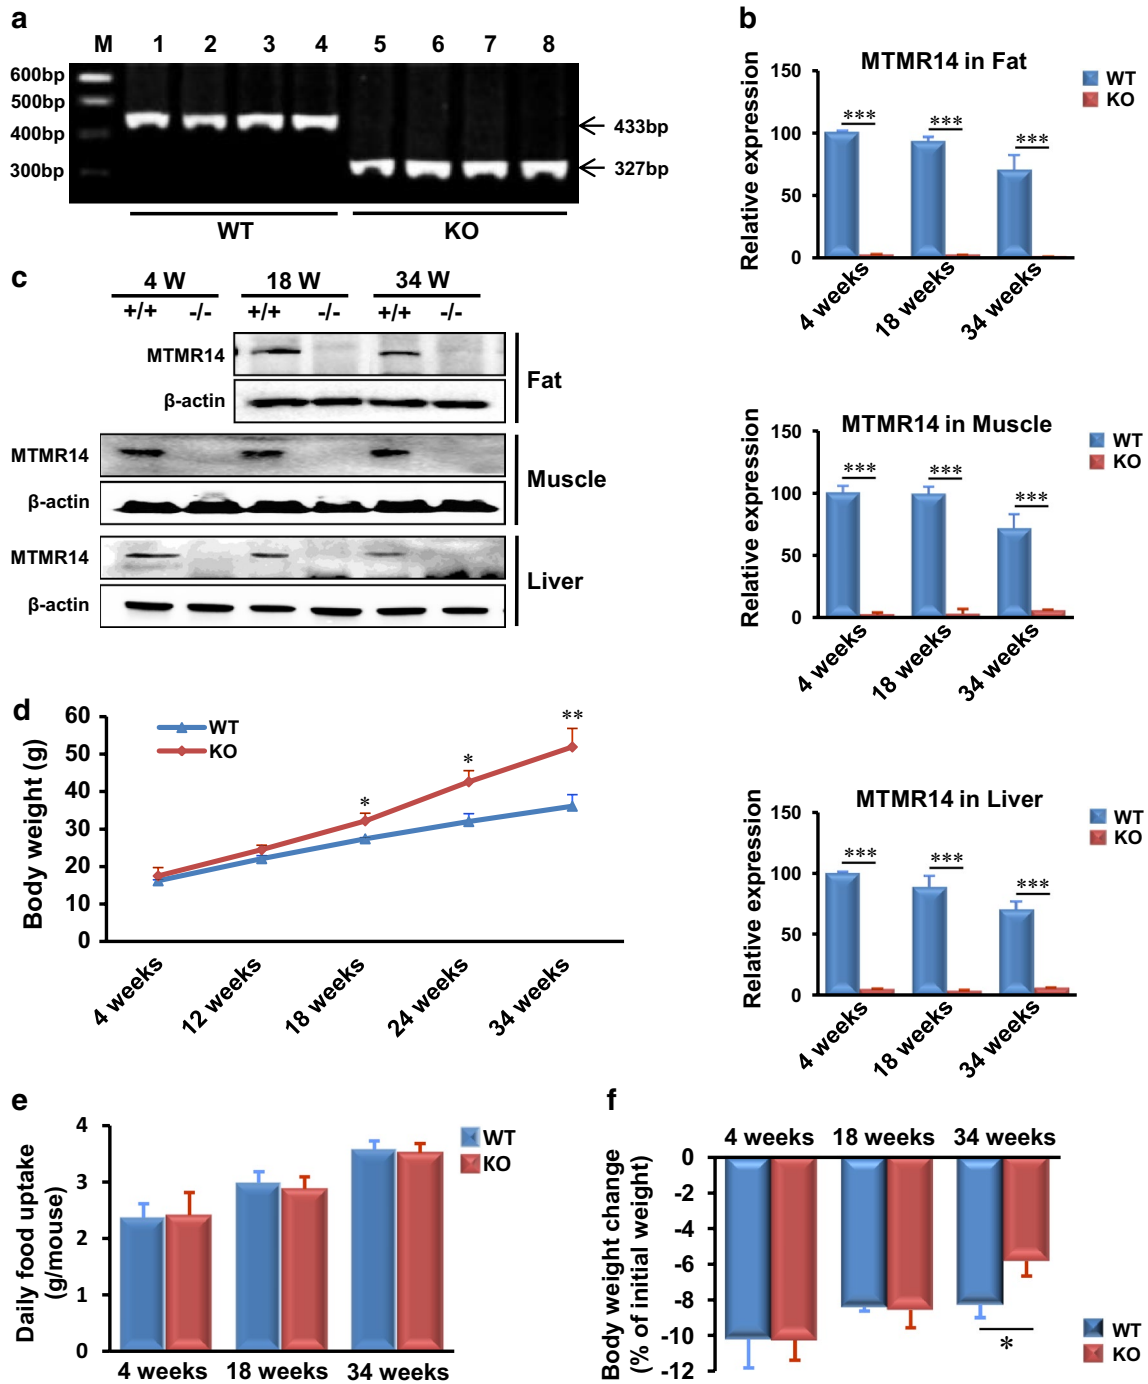 a
M 1 2 3 4 5 6 7 8
600bp
500bp
400bp
300bp
433bp
327bp
WT KO
b
MTMR14 in Fat
WT
KO
Relative expression
150
100
50
0
*** *** ***
4 weeks 18 weeks 34 weeks
MTMR14 in Muscle
WT
KO
Relative expression
150
100
50
0
*** *** ***
4 weeks 18 weeks 34 weeks
MTMR14 in Liver
WT
KO
Relative expression
150
100
50
0
*** *** ***
4 weeks 18 weeks 34 weeks
c
4 W 18 W 34 W
+/+ -/- +/+ -/- +/+ -/-
MTMR14
β-actin
Fat
MTMR14
β-actin
Muscle
MTMR14
β-actin
Liver
d
WT
KO
Body weight (g)
60
50
40
30
20
10
0
* * **
4 weeks 12 weeks 18 weeks 24 weeks 34 weeks
e
WT
KO
Daily food uptake
(g/mouse)
4
3
2
1
0
4 weeks 18 weeks 34 weeks
f
4 weeks 18 weeks 34 weeks
Body weight change
(% of initial weight)
0
-2
-4
-6
-8
-10
-12
*
WT
KO